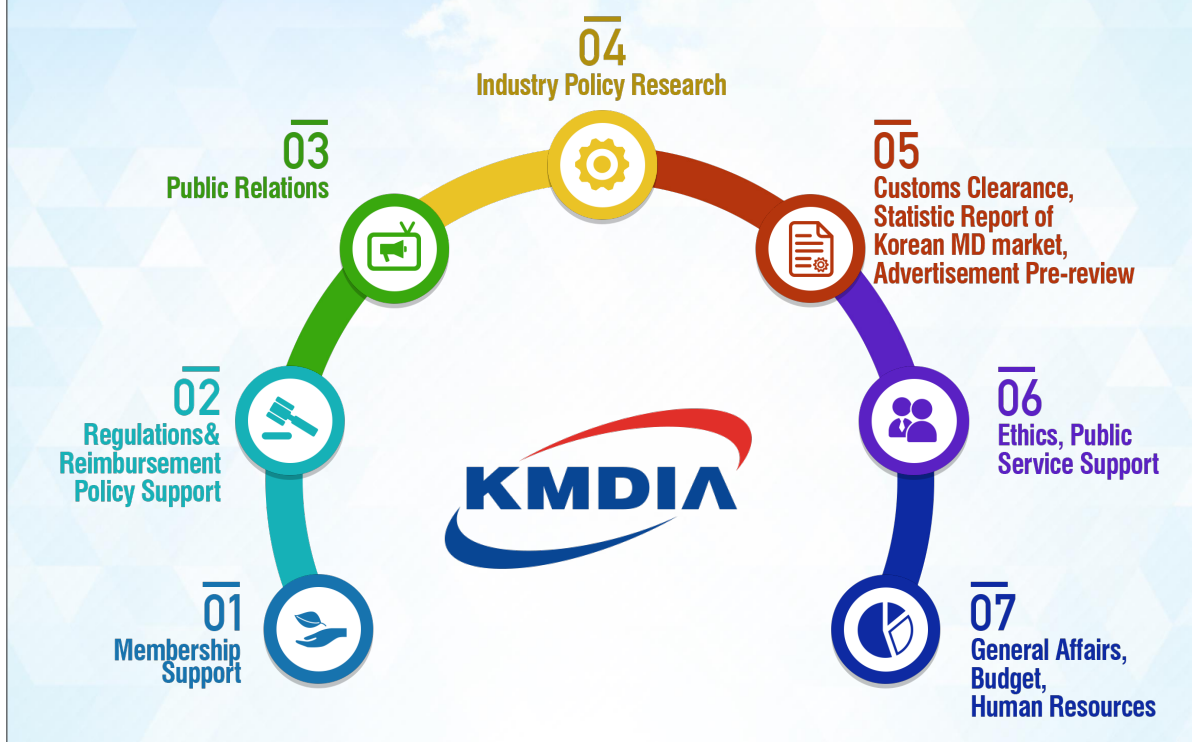 04
Industry Policy Research
03
Public Relations
05
Customs Clearance,
Statistic Report of
Korean MD market,
Advertisement Pre-review
02
Regulations&
Reimbursement
Policy Support
06
Ethics, Public
Service Support
KMDIA
01
Membership
Support
07
General Affairs,
Budget,
Human Resources